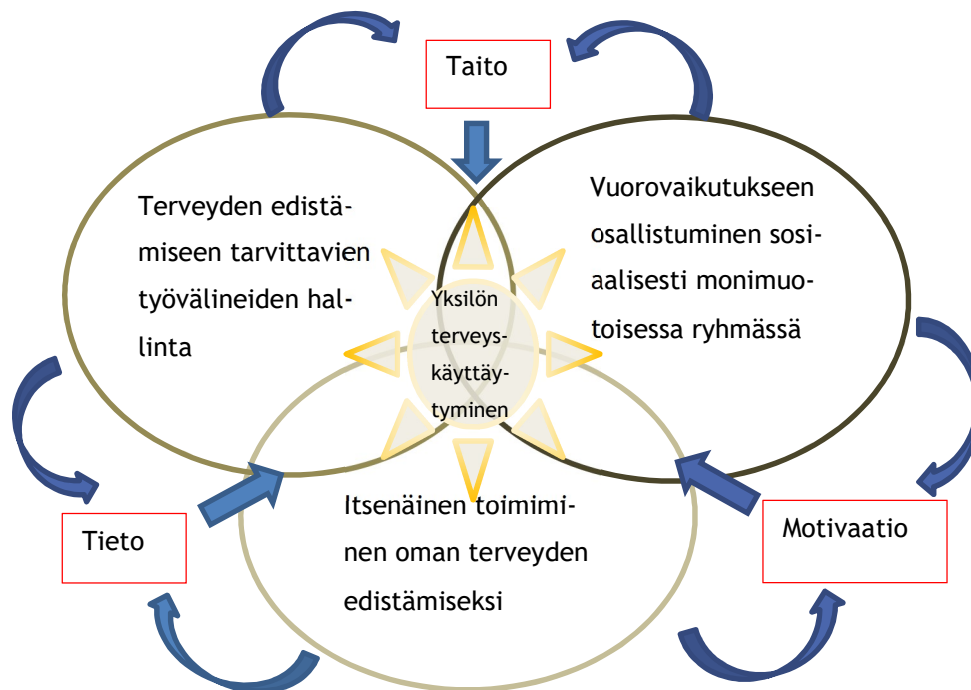 Taito
Terveyden edistä-
miseen tarvittavien
työvälineiden hal-
linta
Vuorovaikutukseen
osallistuminen sosi-
aalisesti monimuo-
toisessa ryhmässä
Yksilön
terveys-
käyttäy-
tyminen
Tieto
Itsenäinen toimimi-
nen oman terveyden
edistämiseksi
Motivaatio